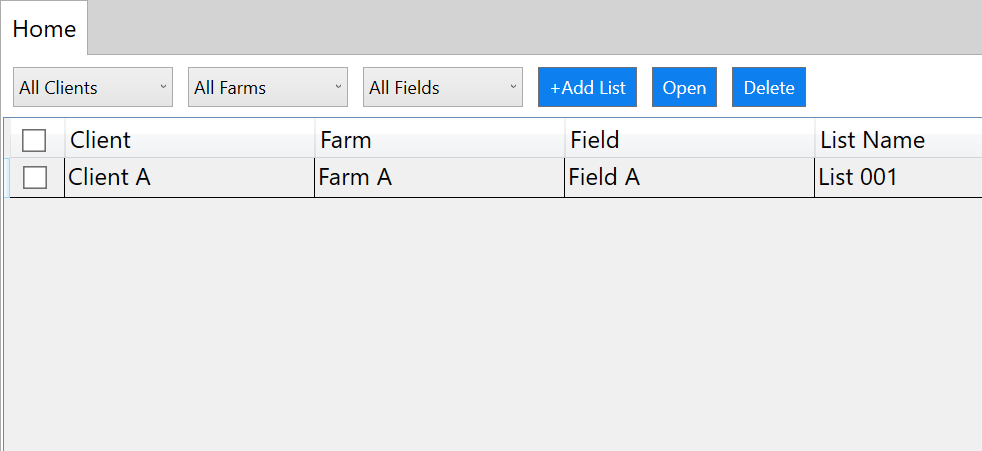 Home
All Clients All Farms All Fields +Add List Open Delete
Client Farm Field List Name
Client A Farm A Field A List 001